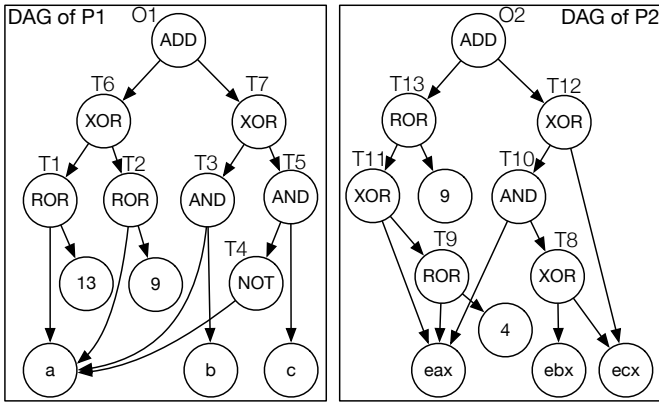 DAG of P1 O1
ADD
T6 T7
XOR XOR
T1 T2 T3 T5
ROR ROR AND AND
13 9 T4 NOT
a b c
O2 DAG of P2
ADD
T13 T12
ROR XOR
T11 T10
XOR 9 AND
T9 T8
ROR XOR
4
eax ebx ecx